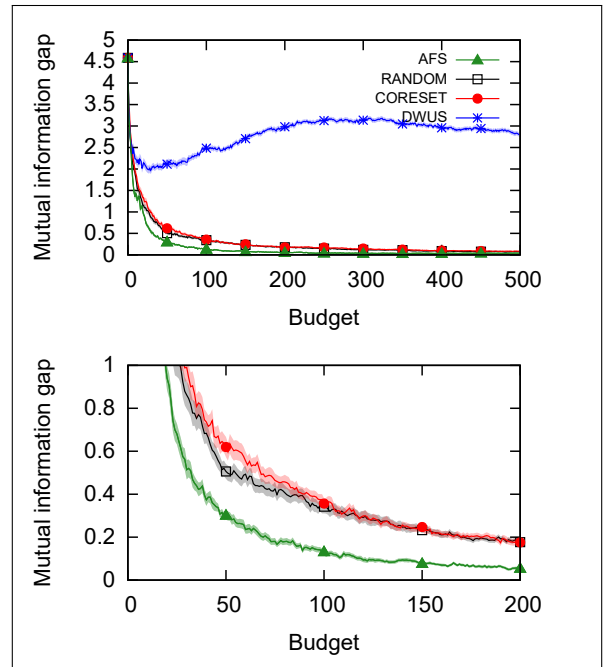 Mutual information gap
5
4.5
4
3.5
3
2.5
2
1.5
1
0.5
0
AFS
RANDOM
CORESET
DWUS
0 100 200 300 400 500
Budget
Mutual information gap
1
0.8
0.6
0.4
0.2
0
0 50 100 150 200
Budget